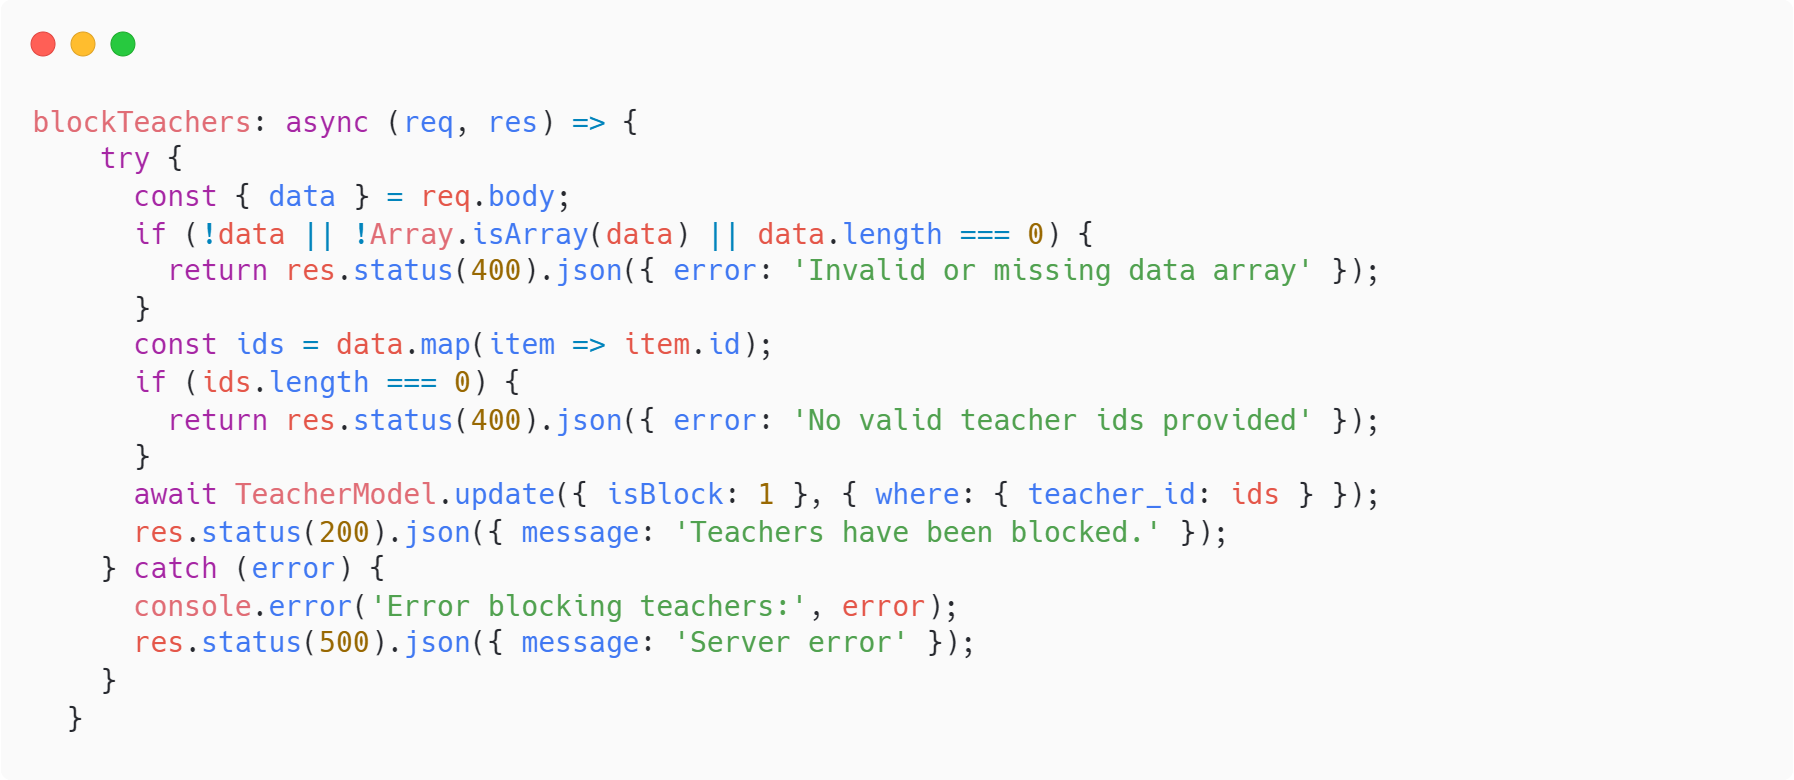 blockTeachers: async (req, res) => {
    try {
      const { data } = req.body;
      if (!data || !Array.isArray(data) || data.length === 0) {
        return res.status(400).json({ error: 'Invalid or missing data array' });
      }
      const ids = data.map(item => item.id);
      if (ids.length === 0) {
        return res.status(400).json({ error: 'No valid teacher ids provided' });
      }
      await TeacherModel.update({ isBlock: 1 }, { where: { teacher_id: ids } });
      res.status(200).json({ message: 'Teachers have been blocked.' });
    } catch (error) {
      console.error('Error blocking teachers:', error);
      res.status(500).json({ message: 'Server error' });
    }
  }